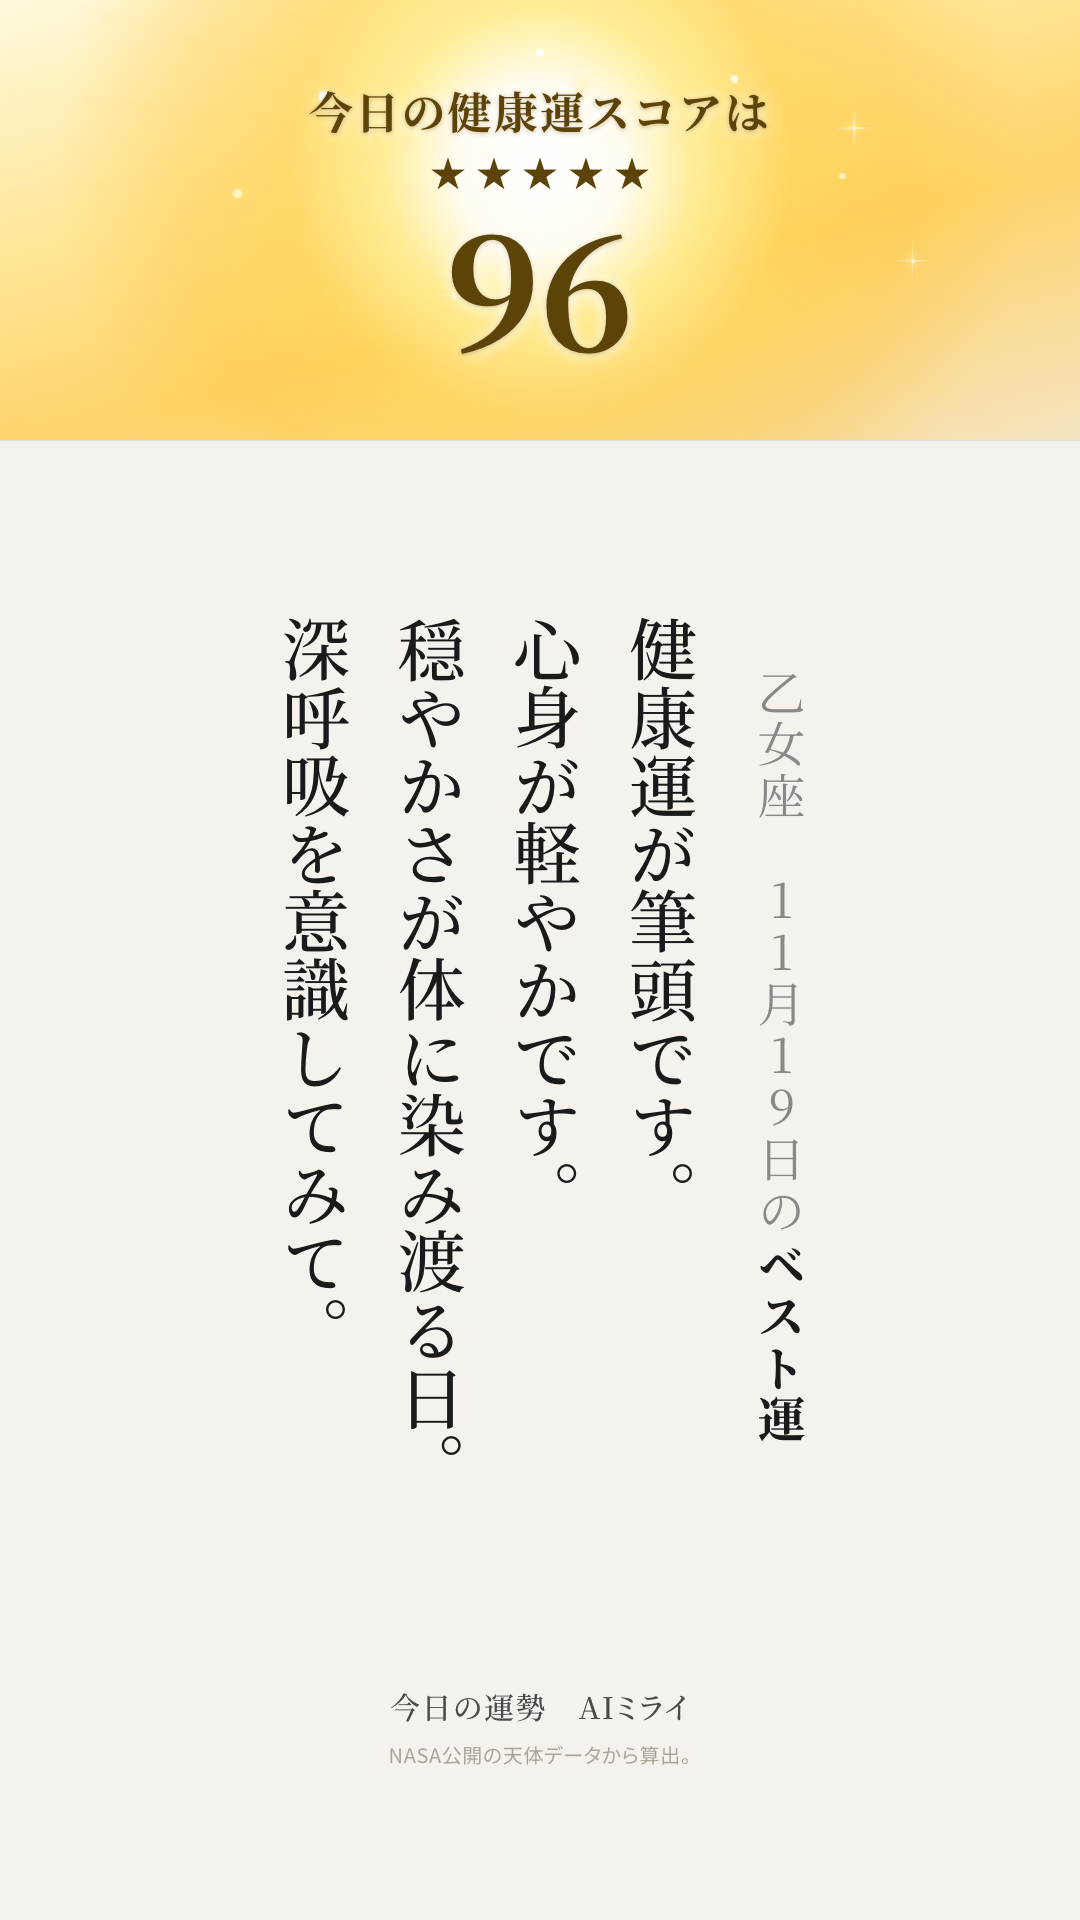 今日の健康運スコアは
★★★★★
96
乙女座　11月19日のベスト運
健康運が筆頭です。
心身が軽やかです。
穏やかさが体に染み渡る日。
深呼吸を意識してみて。
今日の運勢　AIミライ
NASA公開の天体データから算出。